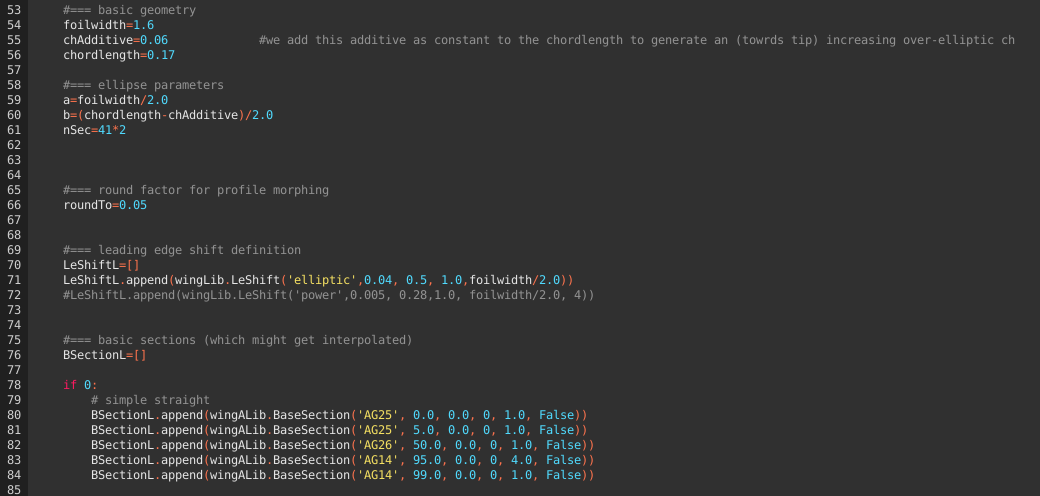 53 #=== basic geometry
54 foilwidth=1.6
55 chAdditive=0.06 #we add this additive as constant to the chordlength to generate an (towrds tip) increasing over-elliptic ch
56 chordlength=0.17
57
58 #=== ellipse parameters
59 a=foilwidth/2.0
60 b=(chordlength-chAdditive)/2.0
61 nSec=41*2
62
63
64
65 #=== round factor for profile morphing
66 roundTo=0.05
67
68
69 #=== leading edge shift definition
70 LeShiftL=[]
71 LeShiftL.append(wingLib.LeShift('elliptic',0.04, 0.5, 1.0,foilwidth/2.0))
72 #LeShiftL.append(wingLib.LeShift('power',0.005, 0.28,1.0, foilwidth/2.0, 4))
73
74
75 #=== basic sections (which might get interpolated)
76 BSectionL=[]
77
78 if 0:
79 # simple straight
80 BSectionL.append(wingALib.BaseSection('AG25', 0.0, 0.0, 0, 1.0, False))
81 BSectionL.append(wingALib.BaseSection('AG25', 5.0, 0.0, 0, 1.0, False))
82 BSectionL.append(wingALib.BaseSection('AG26', 50.0, 0.0, 0, 1.0, False))
83 BSectionL.append(wingALib.BaseSection('AG14', 95.0, 0.0, 0, 4.0, False))
84 BSectionL.append(wingALib.BaseSection('AG14', 99.0, 0.0, 0, 1.0, False))
85